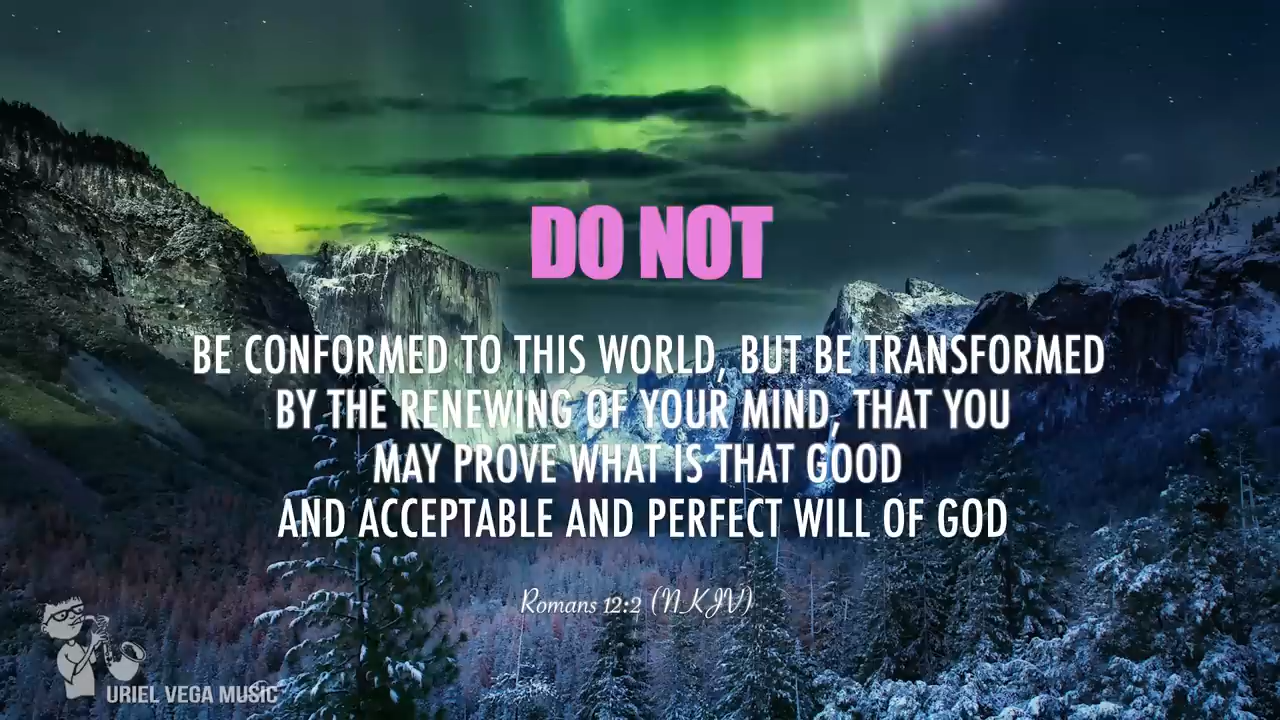 DO NOT
BE CONFORMED TO THIS WORLD, BUT BE TRANSFORMED
BY THE RENEWING OF YOUR MIND, THAT YOU
MAY PROVE WHAT IS THAT GOOD
AND ACCEPTABLE AND PERFECT WILL OF GOD
Romans 12:2 (NKJV)
URIEL VEGA MUSIC